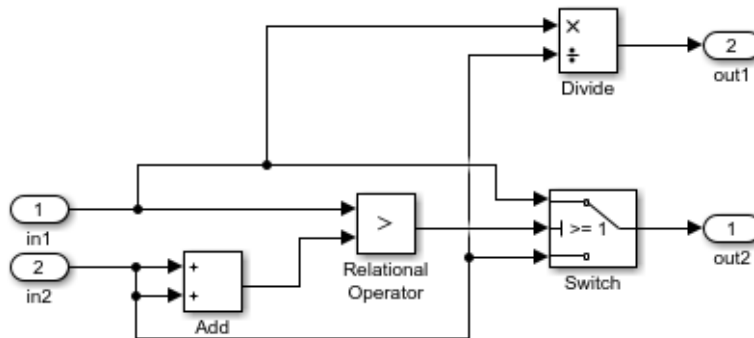 ×
÷
Divide
2
out1
1
in1
>
Relational
Operator
>= 1
Switch
1
out2
2
in2
+
+
Add